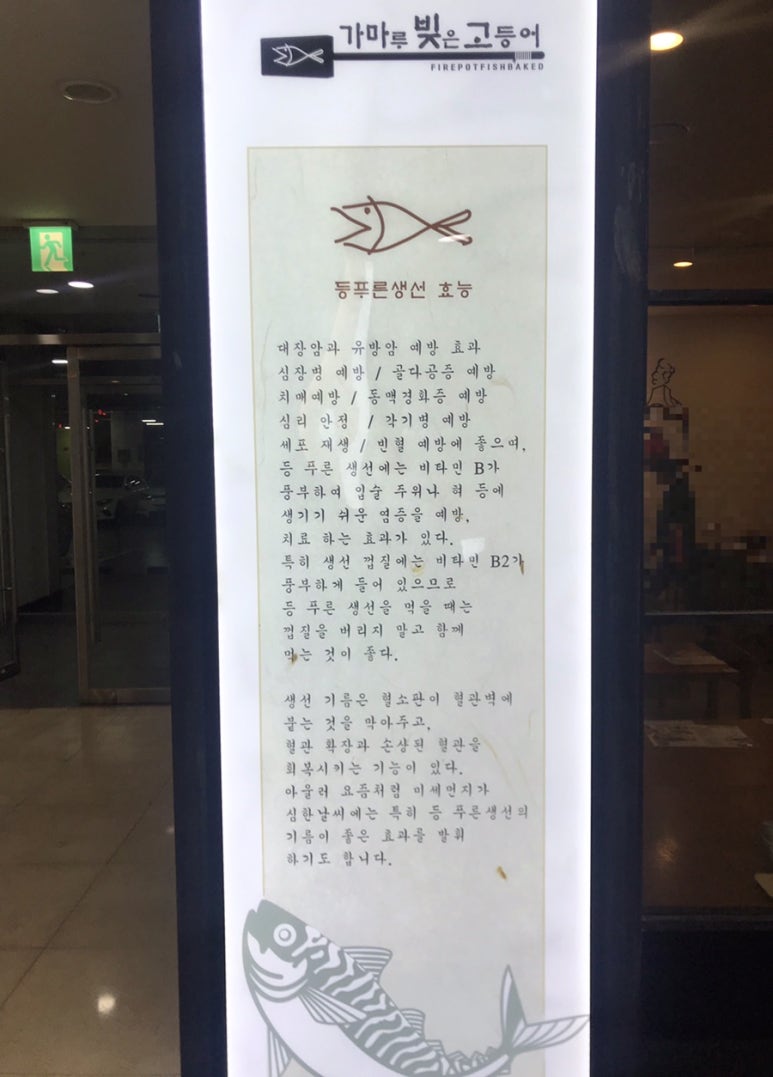 가마루 빚은 고등어
FIREPOTFISHBAKED
등푸른생선 효능
대장암과 유방암 예방 효과
심장병 예방 / 골다공증 예방
치매예방 / 동맥경화증 예방
심리 안정 / 각기병 예방
세포 재생 / 빈혈 예방에 좋으며,
등 푸른 생선에는 비타민 B가
풍부하여 입술 주위나 혀 등에
생기기 쉬운 염증을 예방,
치료 하는 효과가 있다.
특히 생선 껍질에는 비타민 B2가
풍부하게 들어 있으므로
등 푸른 생선을 먹을 때는
껍질을 버리지 말고 함께
먹는 것이 좋다.
생선 기름은 혈소판이 혈관벽에
붙는 것을 막아주고,
혈관 확장과 손상된 혈관을
회복시키는 기능이 있다.
아울러 요즘처럼 미세먼지가
심한날씨에는 특히 등 푸른생선의
기름이 좋은 효과를 발휘
하기도 합니다.